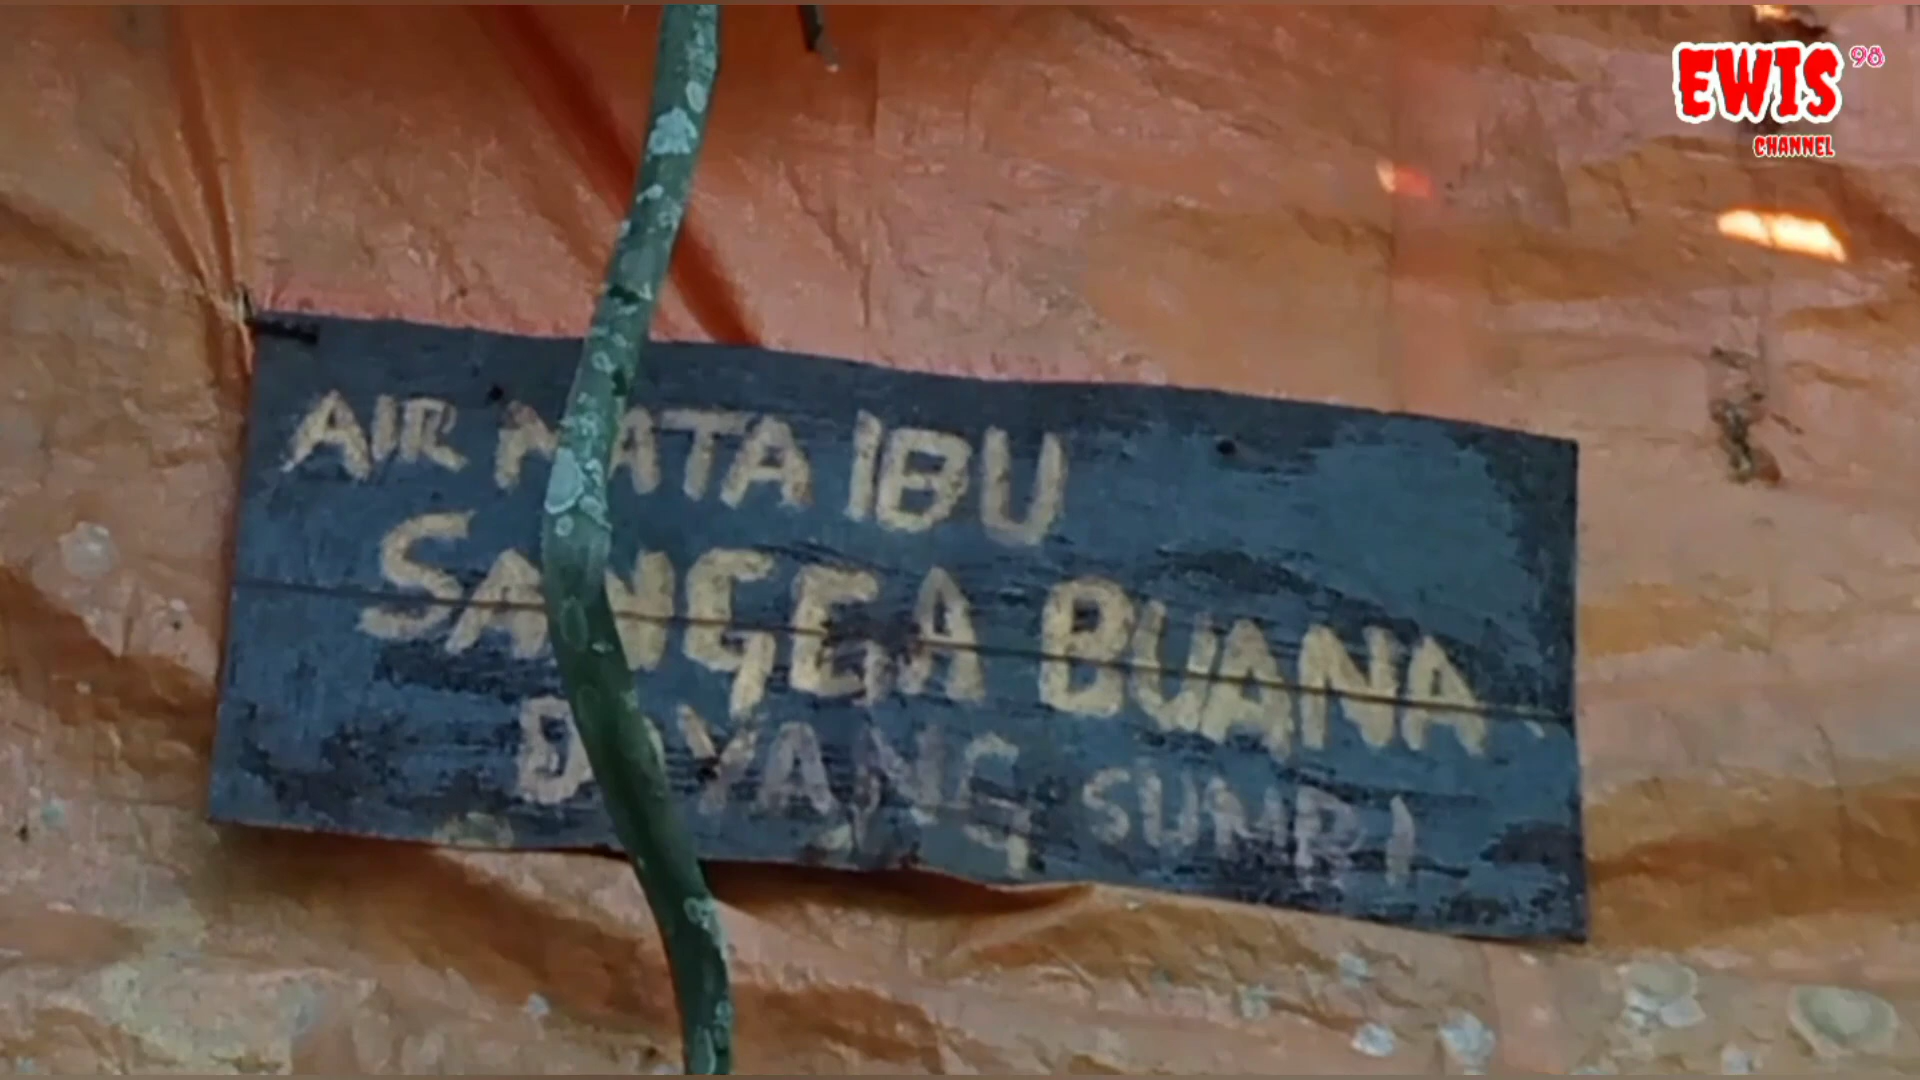 EWIS 98
CHANNEL
AIR MATA IBU
SANGGA BUANA
DAYANG SUMBI